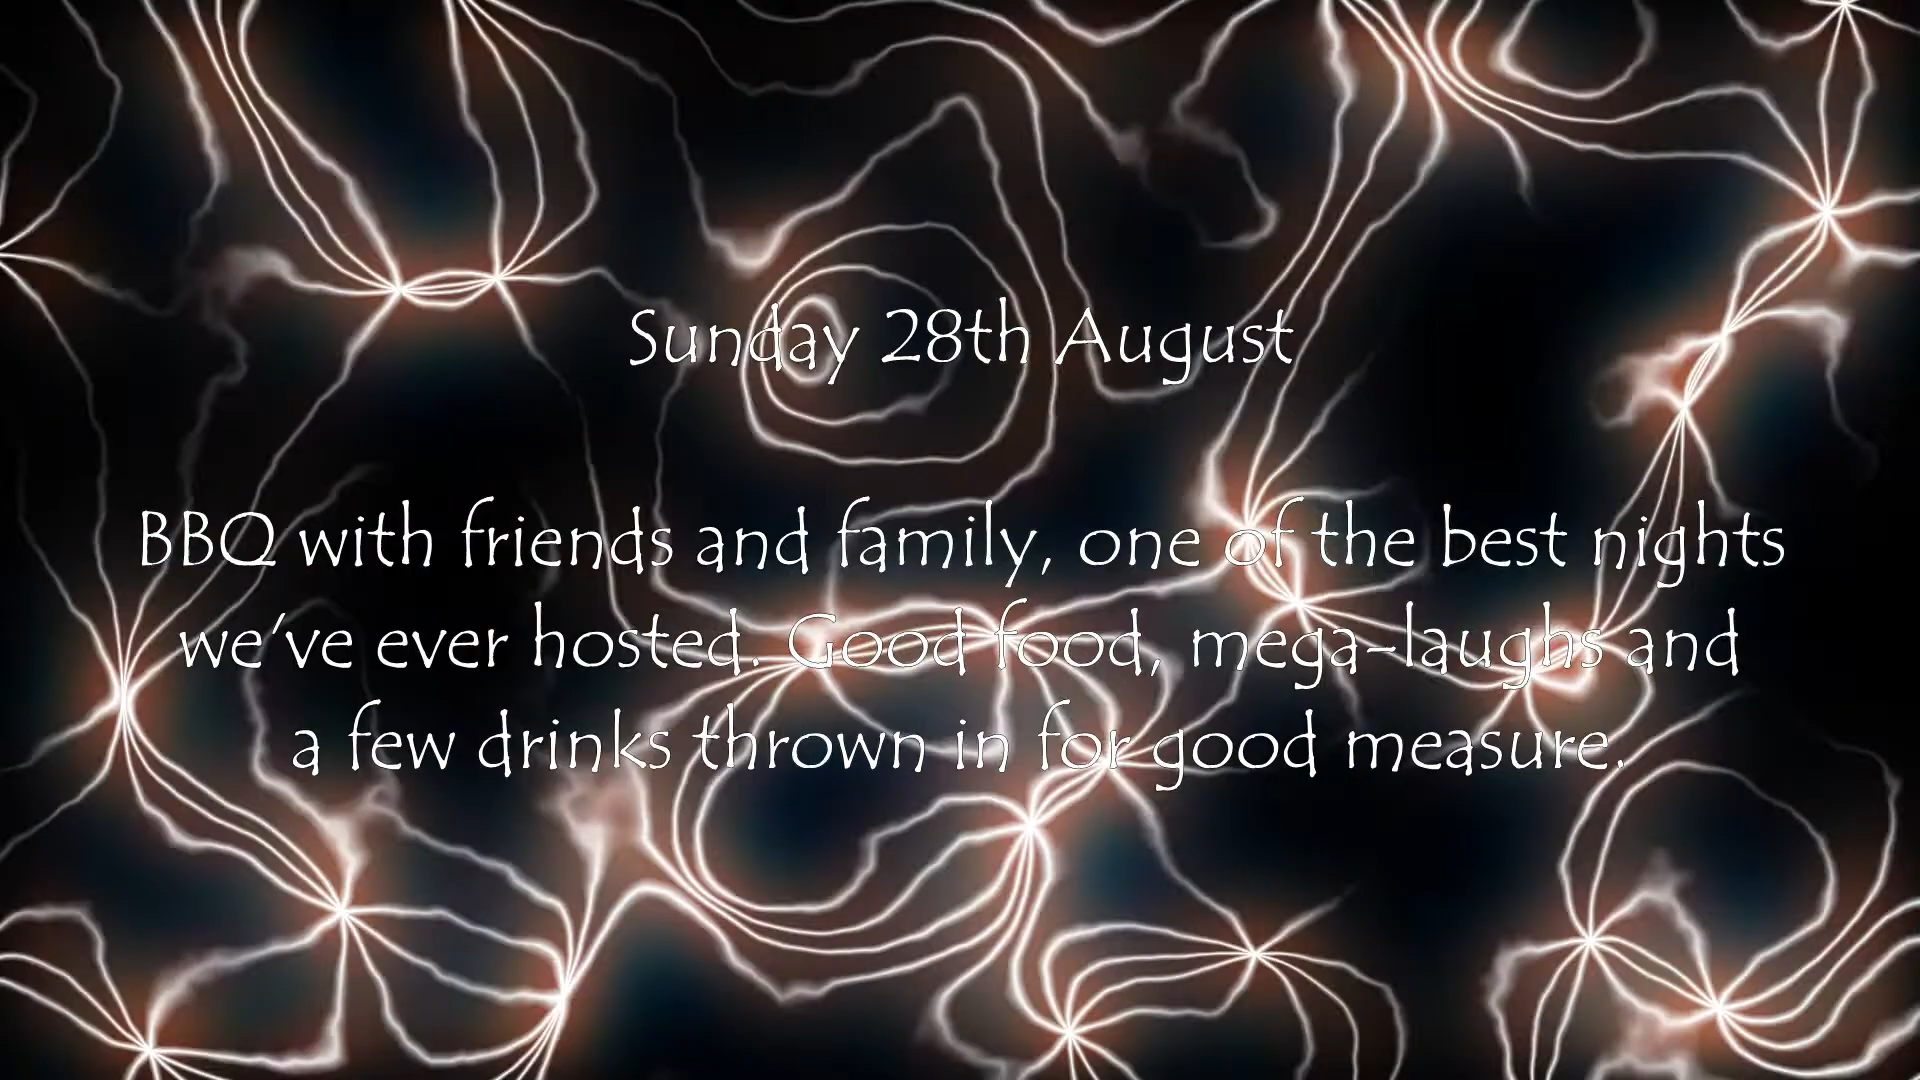 Sunday 28th August
BBQ with friends and family, one of the best nights
we've ever hosted. Good food, mega-laughs and
a few drinks thrown in for good measure.